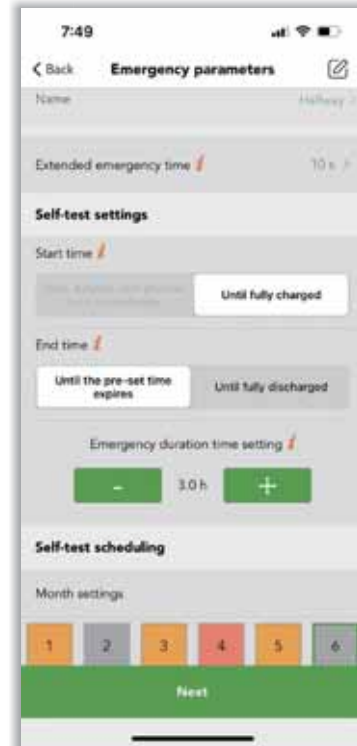 7:49
Back
Emergency parameters
Name
Hallway
Extended emergency time i
10 s
Self-test settings
Start time i
Until fully charged
End time i
Until the pre-set time
expires
Until fully discharged
Emergency duration time setting i
-
3.0 h
+
Self-test scheduling
Month settings
1
2
3
4
5
6
Next